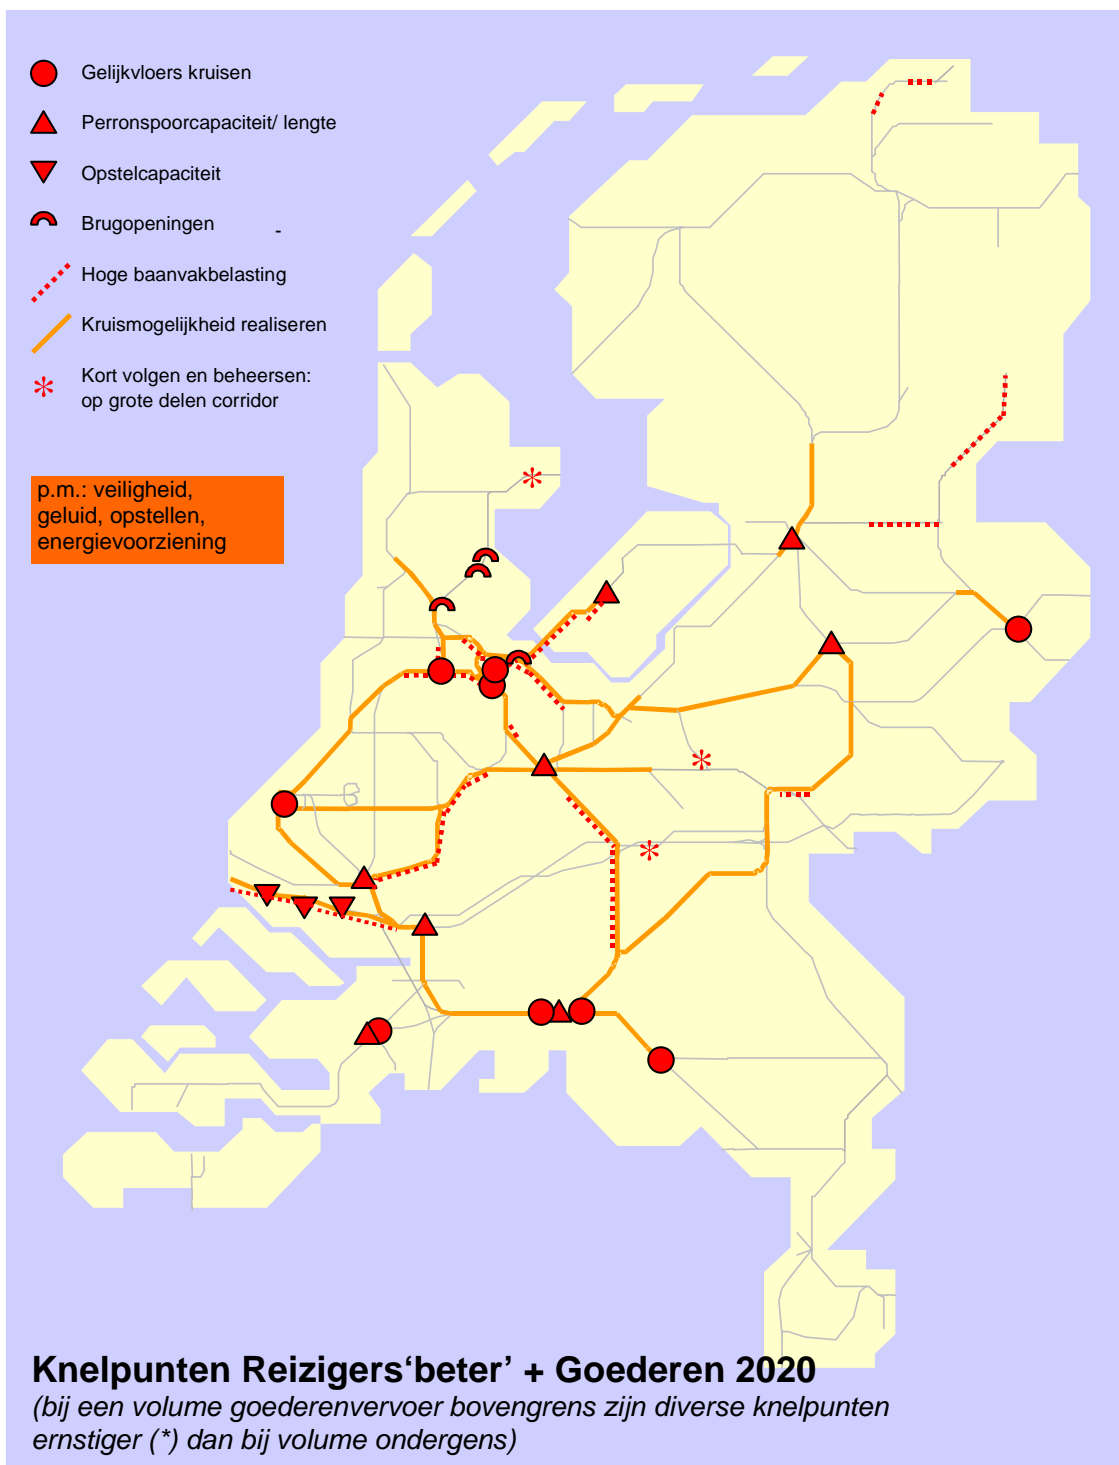 Gelijkvloers kruisen
Perronspoorcapaciteit/ lengte
Opstelcapaciteit
Brugopeningen -
Hoge baanvakbelasting
Kruismogelijkheid realiseren
Kort volgen en beheersen:
op grote delen corridor
p.m.: veiligheid,
geluid, opstellen,
energievoorziening
Knelpunten Reizigers‘beter’ + Goederen 2020
(bij een volume goederenvervoer bovengrens zijn diverse knelpunten
ernstiger (*) dan bij volume ondergens)